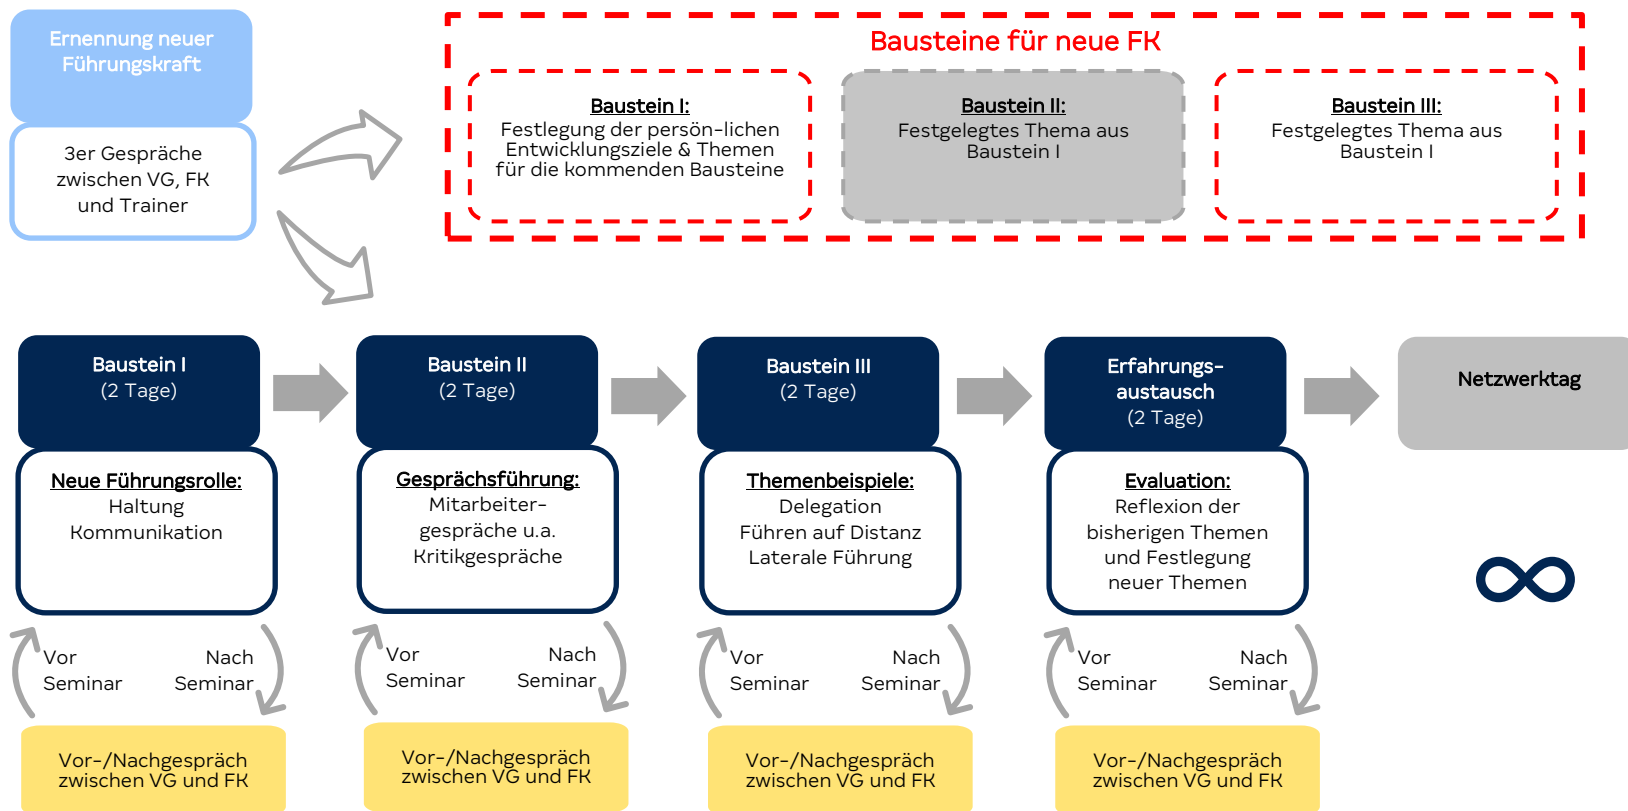 Ernennung neuer
Führungskraft
3er Gespräche
zwischen VG, FK
und Trainer
Bausteine für neue FK
Baustein I:
Festlegung der persön-lichen
Entwicklungsziele & Themen
für die kommenden Bausteine
Baustein II:
Festgelegtes Thema aus
Baustein I
Baustein III:
Festgelegtes Thema aus
Baustein I
Baustein I
(2 Tage)
Neue Führungsrolle:
Haltung
Kommunikation
Vor
Seminar
Nach
Seminar
Vor-/Nachgespräch
zwischen VG und FK
Baustein II
(2 Tage)
Gesprächsführung:
Mitarbeiter-
gespräche u.a.
Kritikgespräche
Vor
Seminar
Nach
Seminar
Vor-/Nachgespräch
zwischen VG und FK
Baustein III
(2 Tage)
Themenbeispiele:
Delegation
Führen auf Distanz
Laterale Führung
Vor
Seminar
Nach
Seminar
Vor-/Nachgespräch
zwischen VG und FK
Erfahrungs-
austausch
(2 Tage)
Evaluation:
Reflexion der
bisherigen Themen
und Festlegung
neuer Themen
Vor
Seminar
Nach
Seminar
Vor-/Nachgespräch
zwischen VG und FK
Netzwerktag
∞